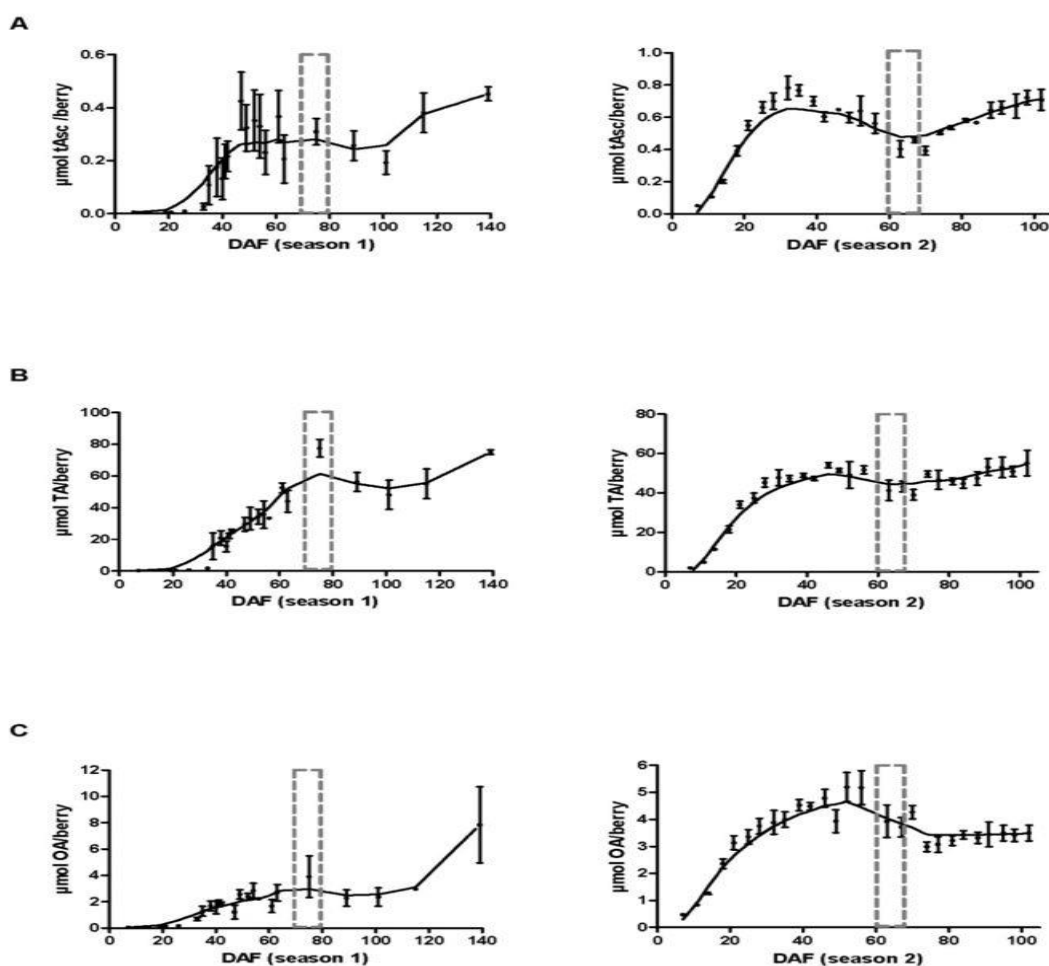 A
µmol tAsc /berry
0.6
0.4
0.2
0.0
0 20 40 60 80 100 120 140
DAF (season 1)
µmol tAsc/berry
1.0
0.8
0.6
0.4
0.2
0.0
0 20 40 60 80 100
DAF (season 2)
B
µmol TA/berry
100
80
60
40
20
0
0 20 40 60 80 100 120 140
DAF (season 1)
µmol TA/berry
80
60
40
20
0
0 20 40 60 80 100
DAF (season 2)
C
µmol OA/berry
12
10
8
6
4
2
0
0 20 40 60 80 100 120 140
DAF (season 1)
µmol OA/berry
6
5
4
3
2
1
0
0 20 40 60 80 100
DAF (season 2)